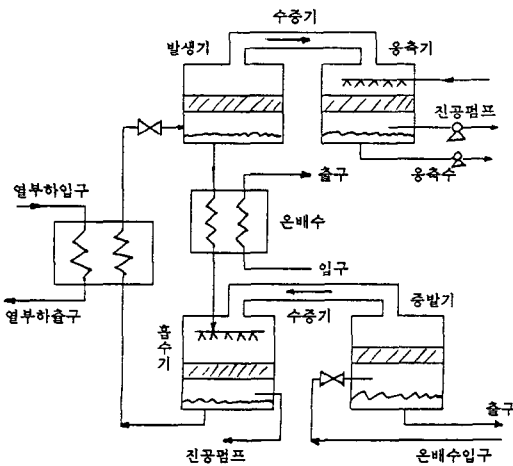 수증기
발생기
응축기
진공펌프
응축수
열부하입구
출구
온배수
입구
열부하출구
수증기
증발기
흡수기
출구
진공펌프
온배수입구